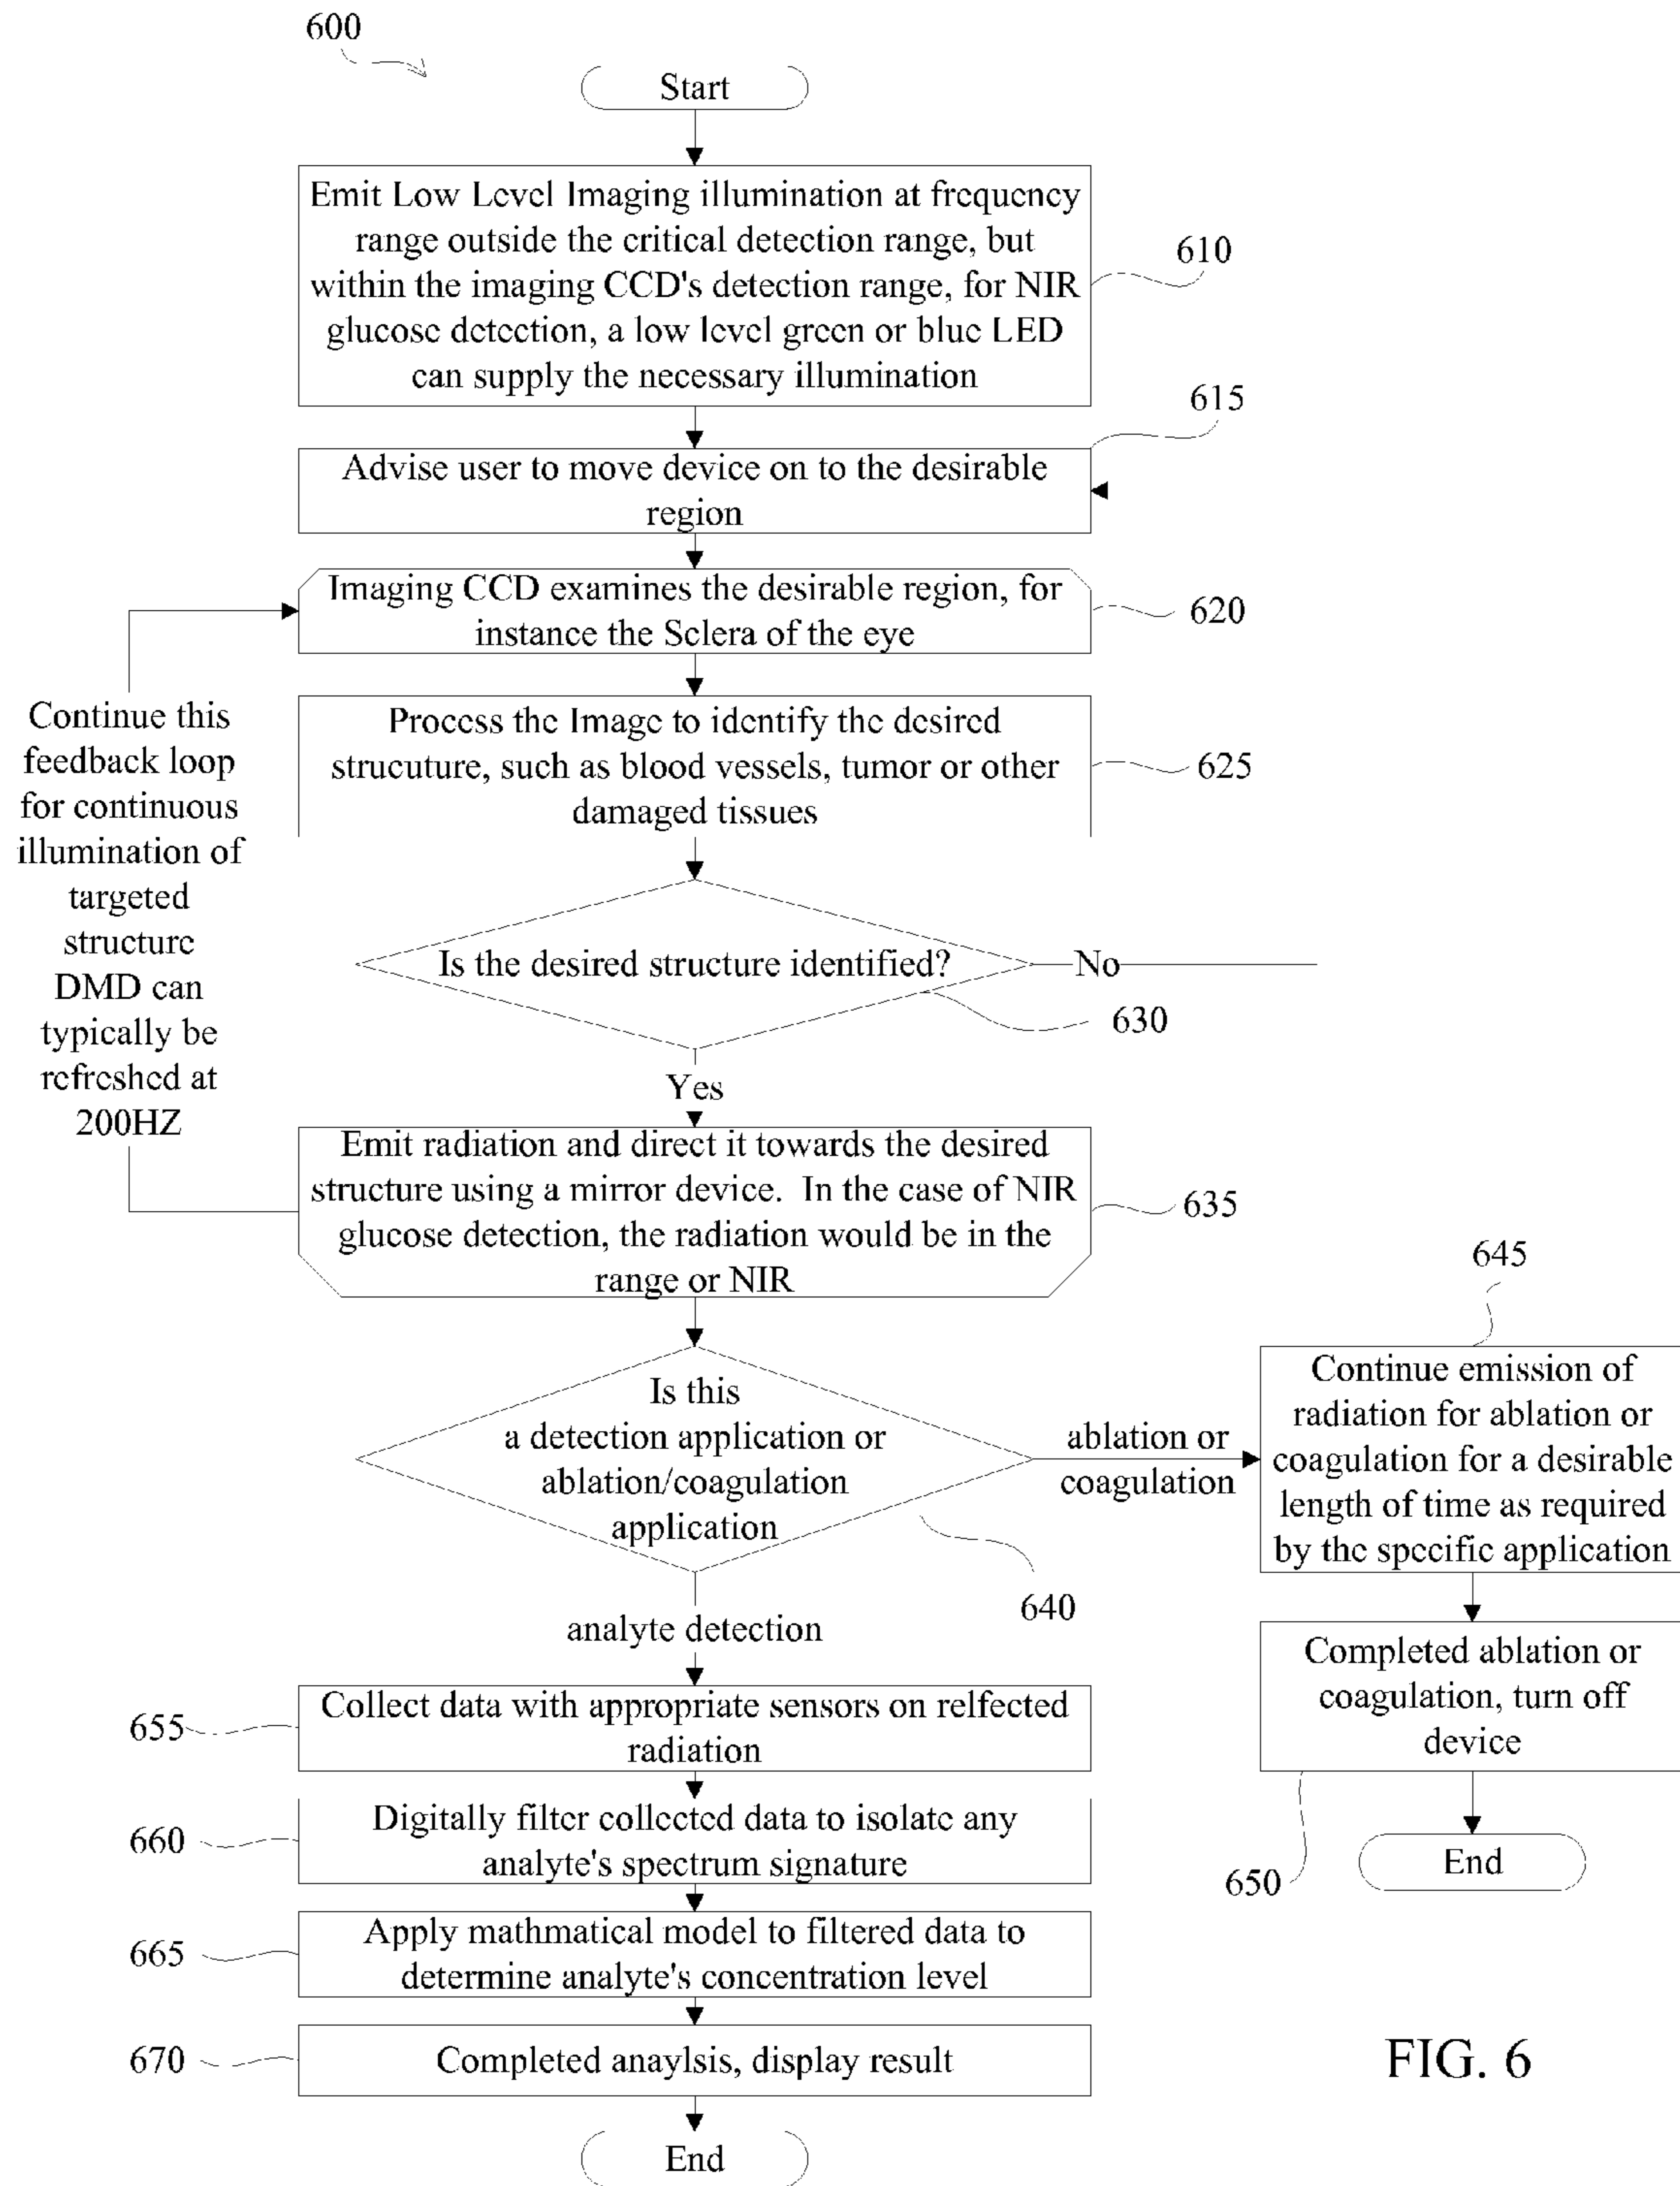 600
Start
Emit Low Level Imaging illumination at frequency
range outside the critical detection range, but
within the imaging CCD's detection range, for NIR
glucose detection, a low level green or blue LED
can supply the necessary illumination
610
615
Advise user to move device on to the desirable
region
Imaging CCD examines the desirable region, for
instance the Sclera of the eye
620
Process the Image to identify the desired
strucuture, such as blood vessels, tumor or other
damaged tissues
625
Continue this
feedback loop
for continuous
illumination of
targeted
structure
DMD can
typically be
refreshed at
200HZ
Is the desired structure identified?
No
630
Yes
Emit radiation and direct it towards the desired
structure using a mirror device. In the case of NIR
glucose detection, the radiation would be in the
range or NIR
635
Is this
a detection application or
ablation/coagulation
application
640
ablation or
coagulation
645
Continue emission of
radiation for ablation or
coagulation for a desirable
length of time as required
by the specific application
Completed ablation or
coagulation, turn off
device
650
End
analyte detection
655
Collect data with appropriate sensors on relfected
radiation
660
Digitally filter collected data to isolate any
analyte's spectrum signature
665
Apply mathmatical model to filtered data to
determine analyte's concentration level
670
Completed anaylsis, display result
End
FIG. 6